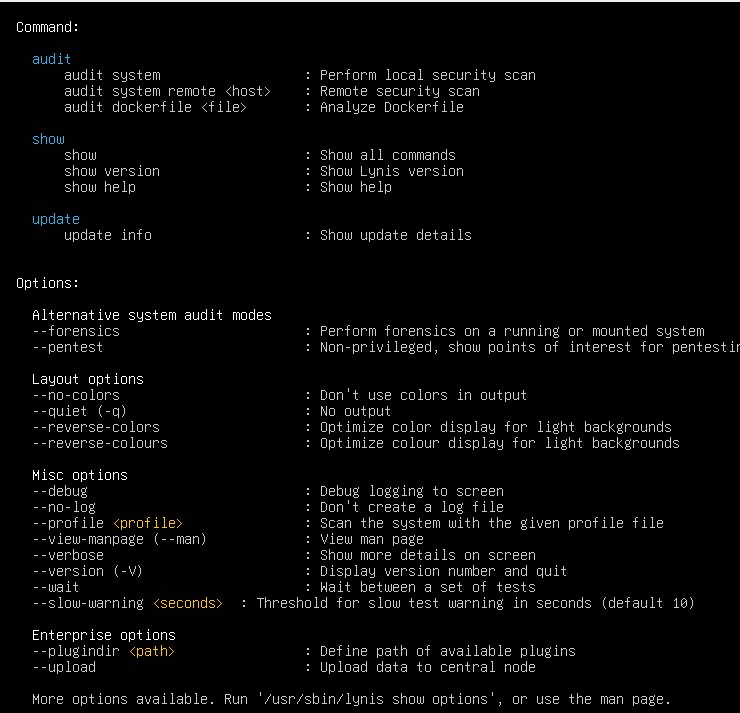 Command:
audit
audit system : Perform local security scan
audit system remote <host> : Remote security scan
audit dockerfile <file> : Analyze Dockerfile
show
show : Show all commands
show version : Show Lynis version
show help : Show help
update
update info : Show update details
Options:
Alternative system audit modes
--forensics : Perform forensics on a running or mounted system
--pentest : Non-privileged, show points of interest for pentestin
Layout options
--no-colors : Don't use colors in output
--quiet (-q) : No output
--reverse-colors : Optimize color display for light backgrounds
--reverse-colours : Optimize colour display for light backgrounds
Misc options
--debug : Debug logging to screen
--no-log : Don't create a log file
--profile <profile> : Scan the system with the given profile file
--view-manpage (--man) : View man page
--verbose : Show more details on screen
--version (-V) : Display version number and quit
--wait : Wait between a set of tests
--slow-warning <seconds> : Threshold for slow test warning in seconds (default 10)
Enterprise options
--plugindir <path> : Define path of available plugins
--upload : Upload data to central node
More options available. Run '/usr/sbin/lynis show options', or use the man page.